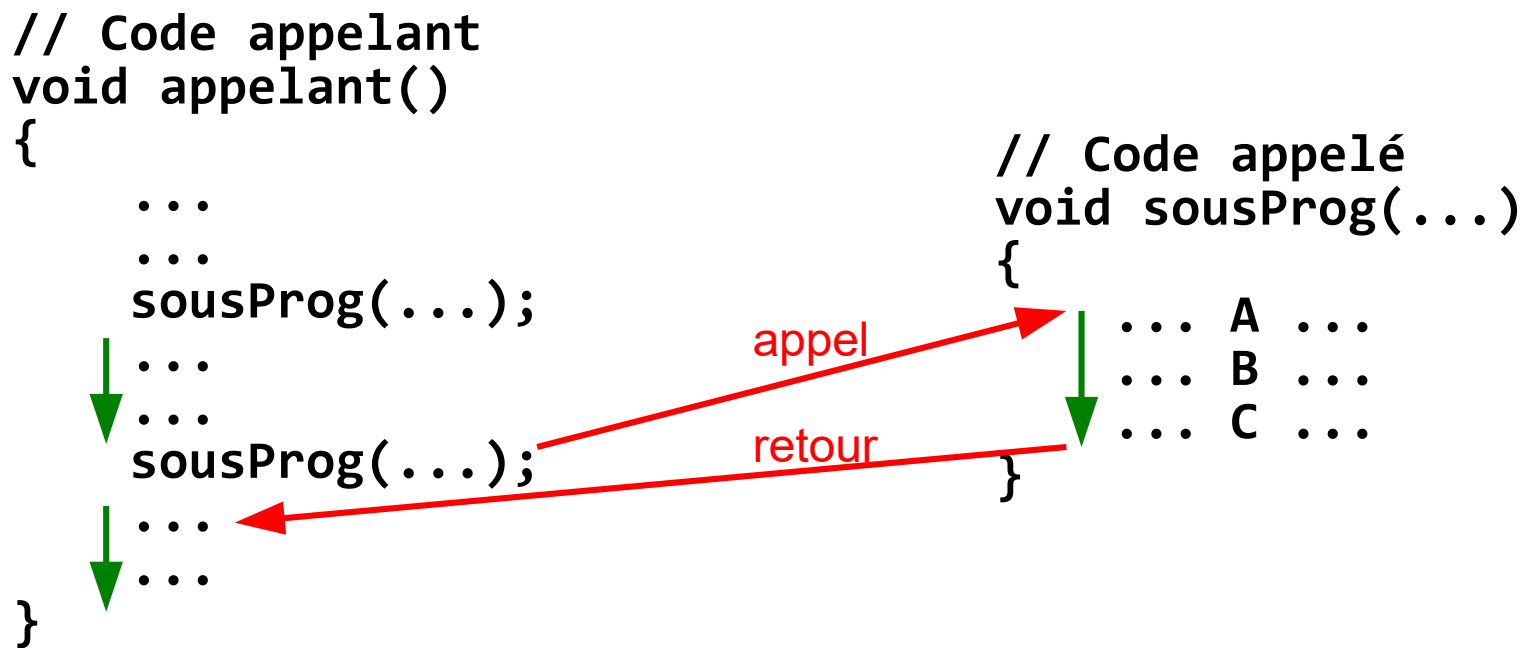 // Code appelant
void appelant()
{
...
...
sousProg(...);
...
...
sousProg(...);
...
...
}
// Code appelé
void sousProg(...)
{
... A ...
... B ...
... C ...
}
appel
retour